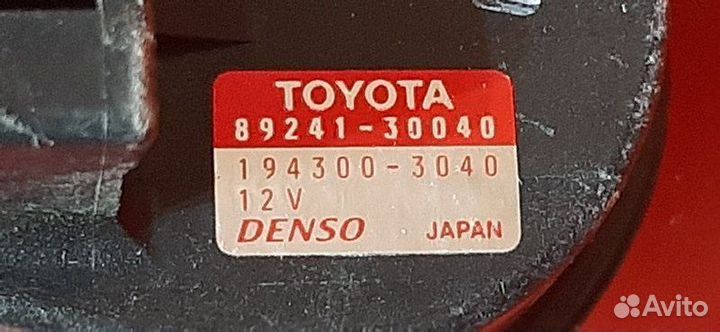 TOYOTA
89241-30040
194300-3040
12V
DENSO JAPAN
Avito